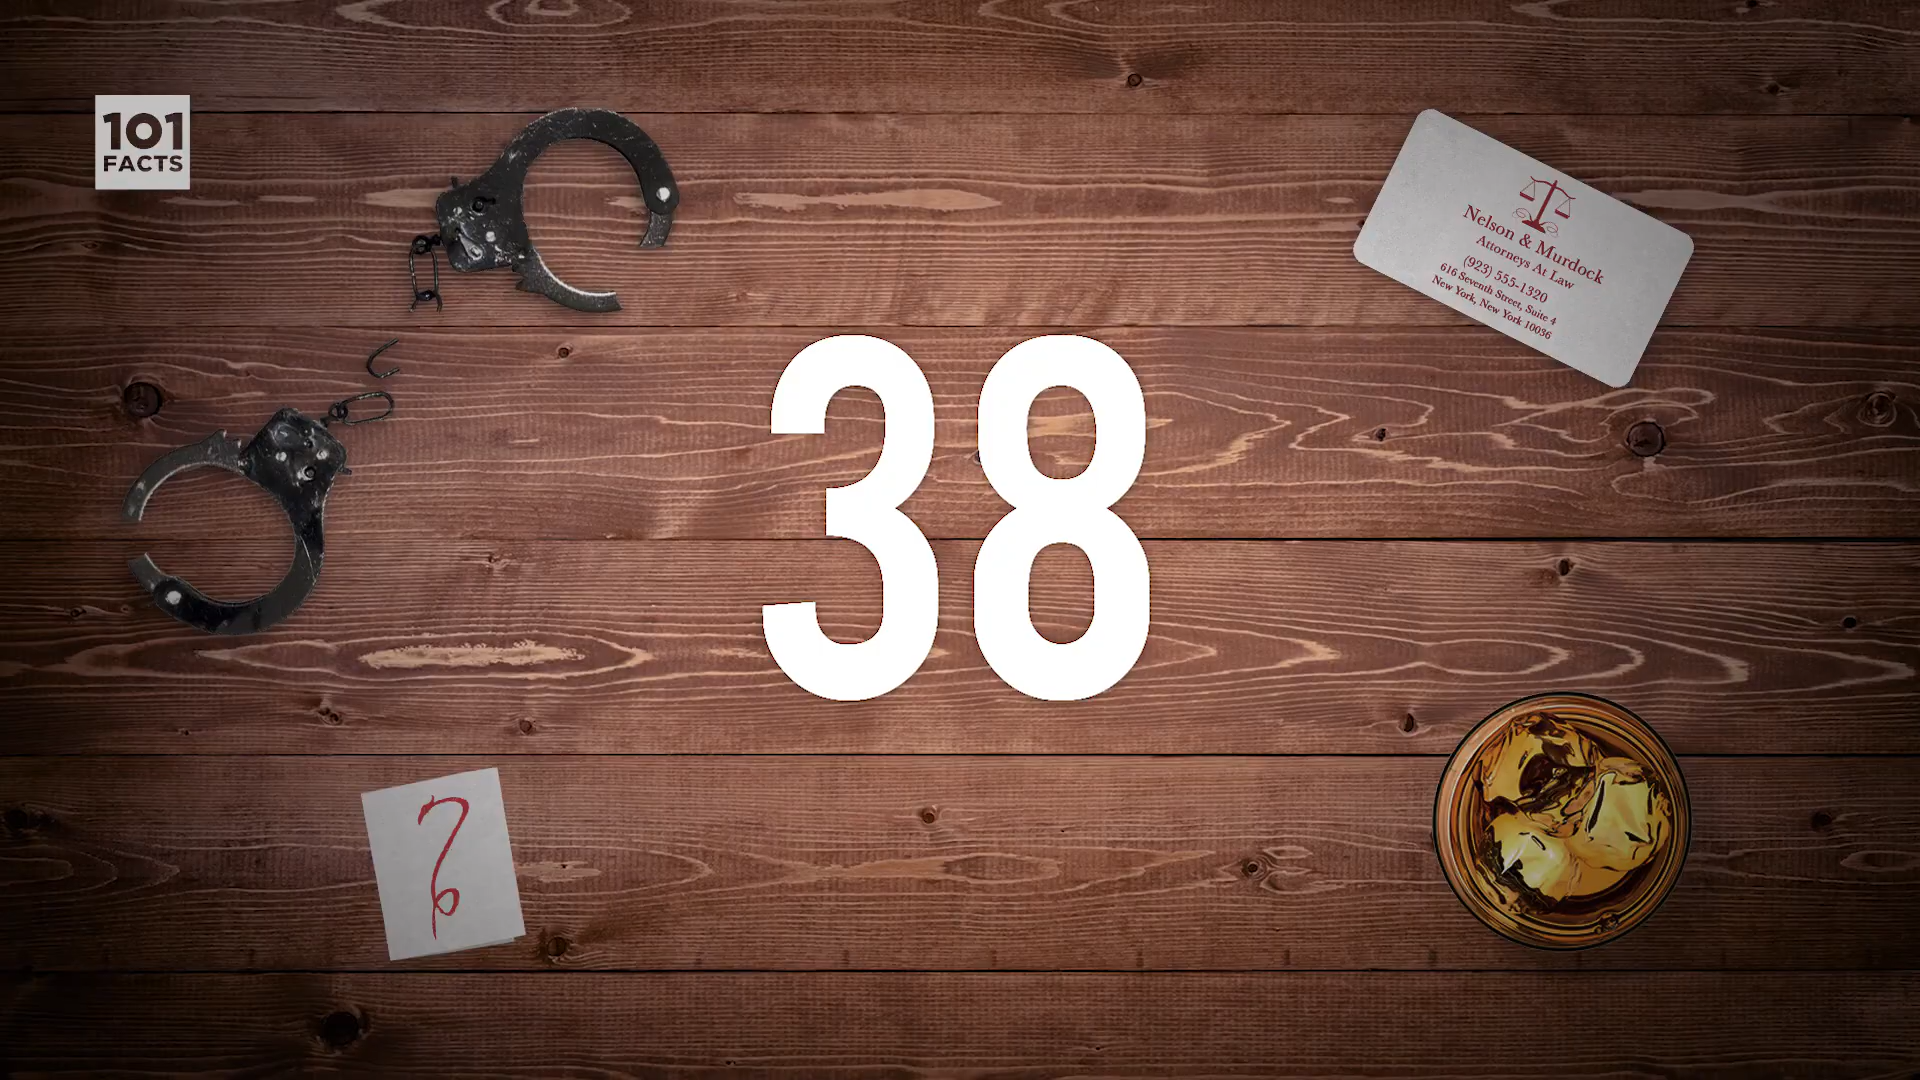 101
FACTS
Nelson & Murdock
Attorneys At Law
(923) 555-1320
616 Seventh Street, Suite 4
New York, New York 10036
38